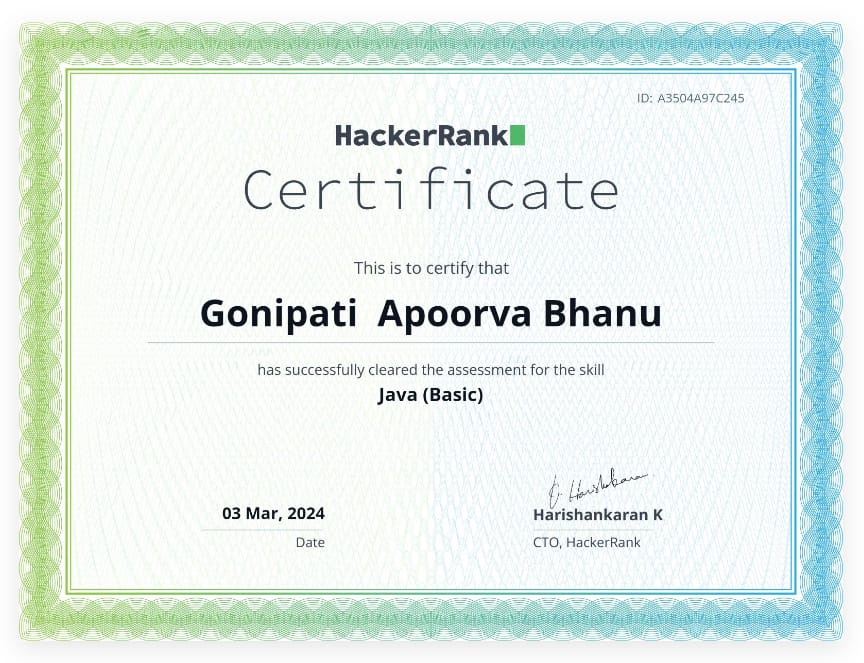 ID: A3504A97C245
HackerRank
Certificate
This is to certify that
Gonipati  Apoorva Bhanu
has successfully cleared the assessment for the skill
Java (Basic)
03 Mar, 2024
Date
K. Harishankaran
Harishankaran K
CTO, HackerRank